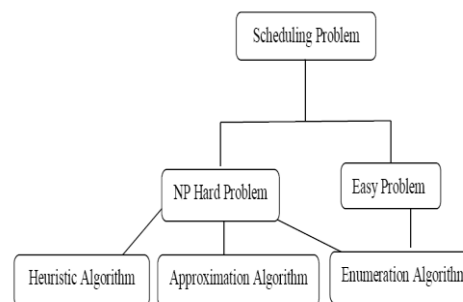 Scheduling Problem
NP Hard Problem
Easy Problem
Heuristic Algorithm
Approximation Algorithm
Enumeration Algorithm